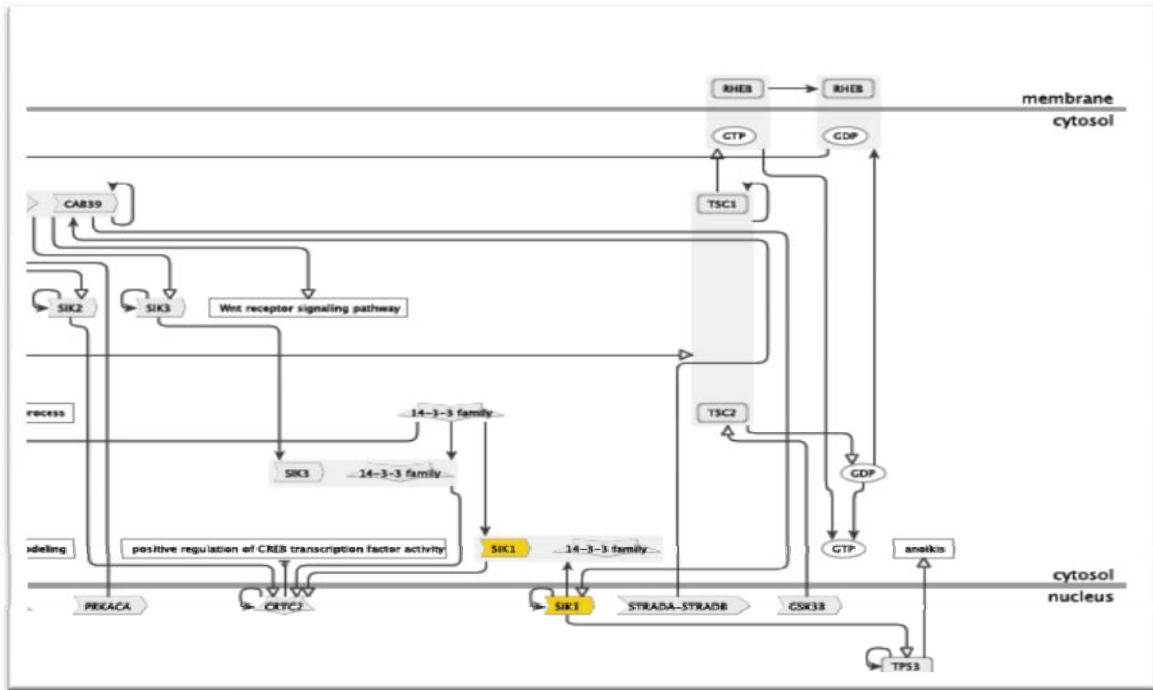 RHEB
RHEB
membrane
cytosol
GTP
GDP
CAB39
TSC1
SIK2
SIK3
Wnt receptor signaling pathway
rocess
14-3-3 family
TSC2
SIK3
14-3-3 family
GDP
odeling
positive regulation of CREB transcription factor activity
SIK1
14-3-3 family
GTP
anoikis
cytosol
nucleus
PRKACA
CRTC2
SIK1
STRADA-STRADB
GSK3B
TP53